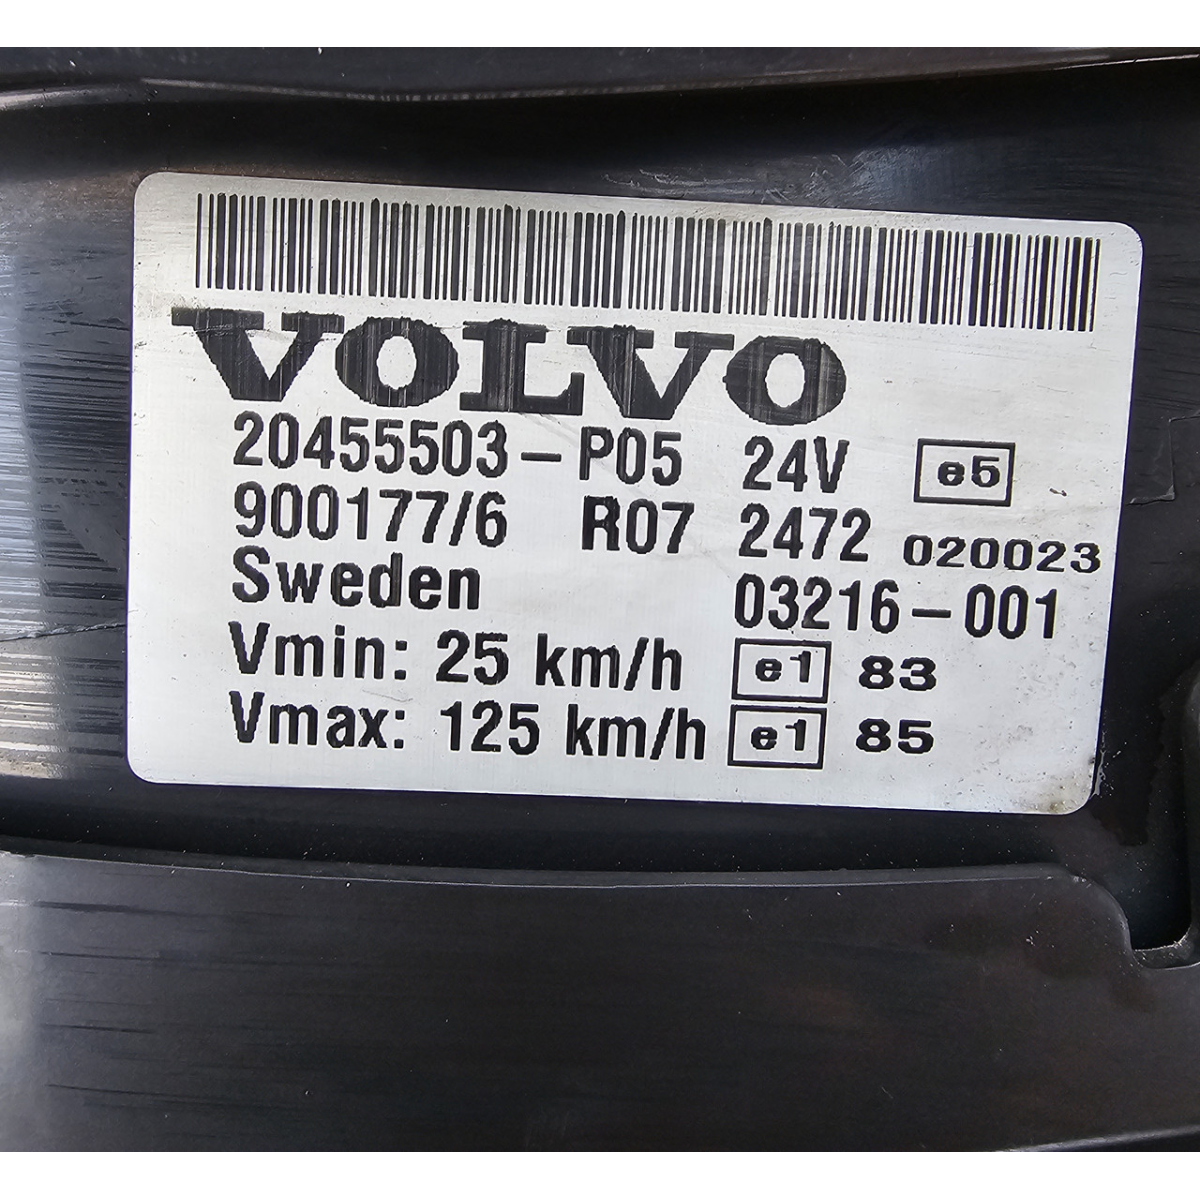 VOLVO
20455503-P05 24V e5
900177/6 R07 2472 020023
Sweden 03216-001
Vmin: 25 km/h e1 83
Vmax: 125 km/h e1 85